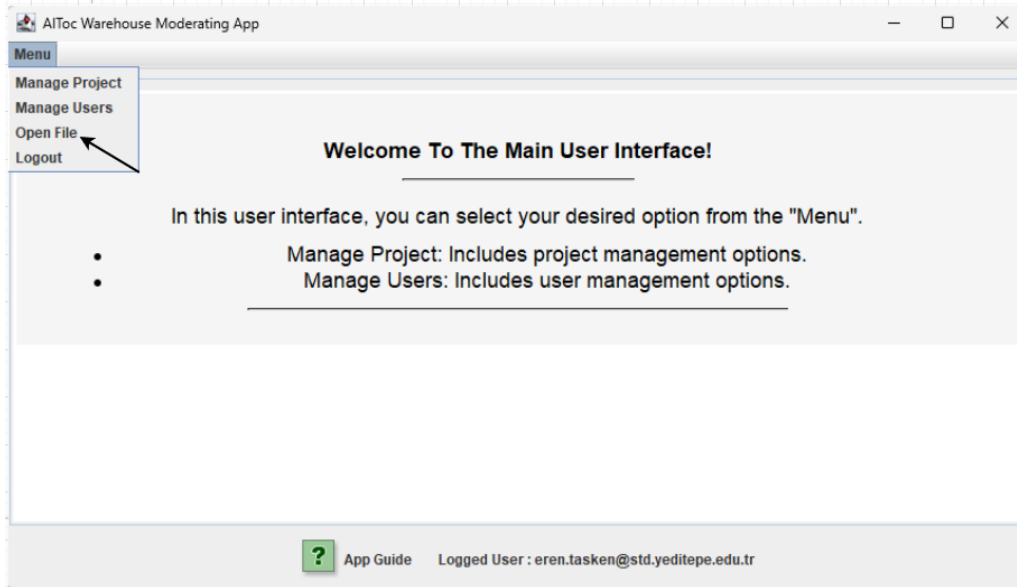 AIToc Warehouse Moderating App
Menu
Manage Project
Manage Users
Open File
Logout
Welcome To The Main User Interface!
In this user interface, you can select your desired option from the "Menu".
Manage Project: Includes project management options.
Manage Users: Includes user management options.
? App Guide Logged User : eren.tasken@std.yeditepe.edu.tr